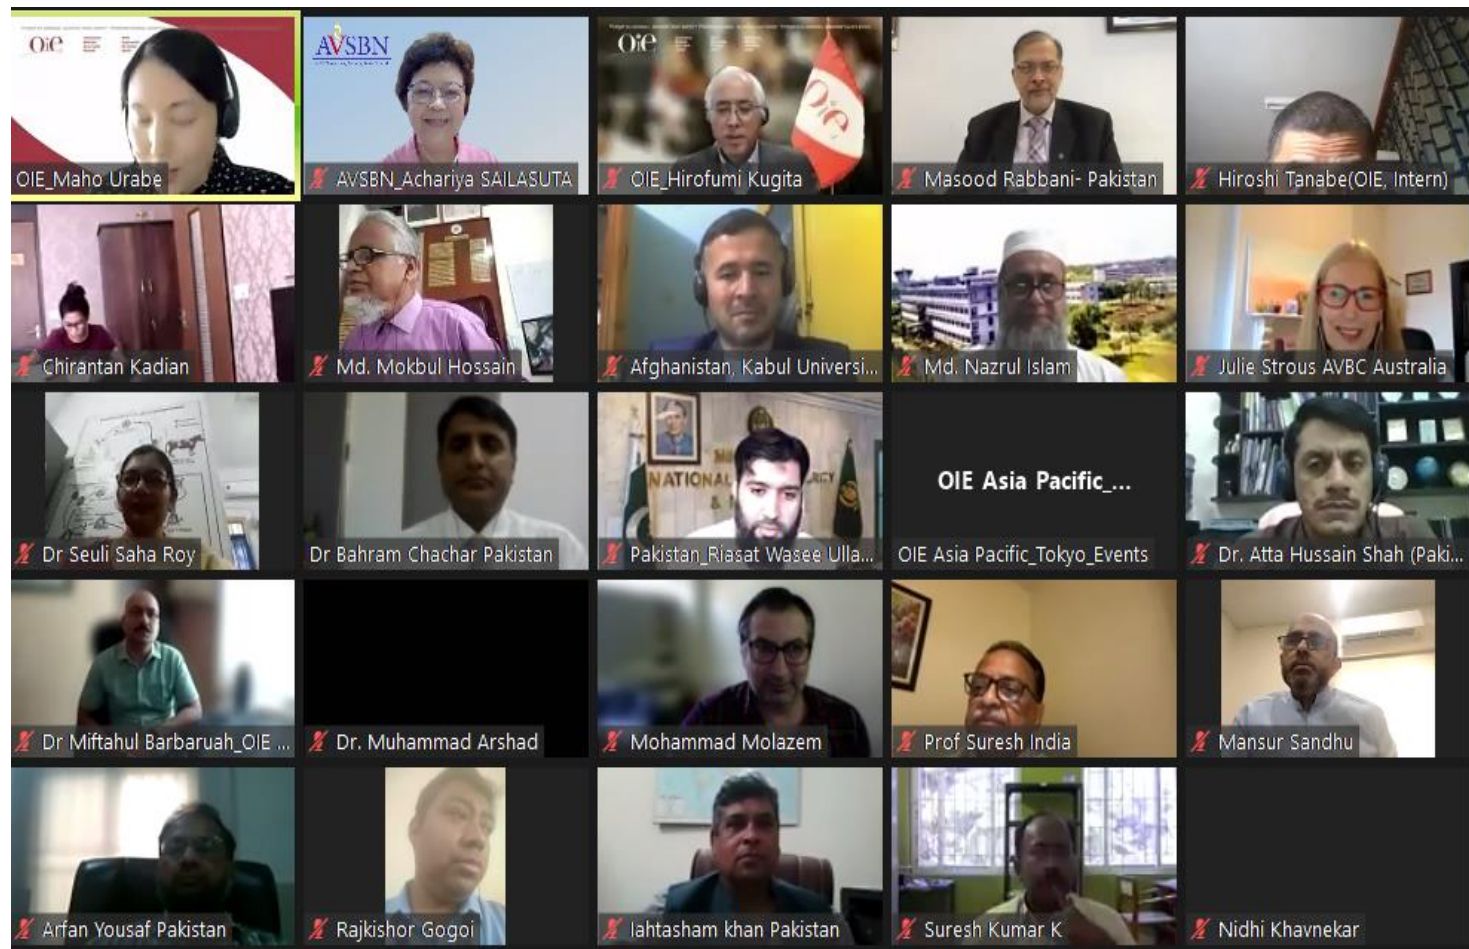 Oie
OIE_Maho Urabe
AVSBN
AVSBN_Achariya SAILASUTA
Oie
Oie
OIE_Hirofumi Kugita
Masood Rabbani- Pakistan
Hiroshi Tanabe(OIE, Intern)
Chirantan Kadian
Md. Mokbul Hossain
Afghanistan, Kabul Universi...
Md. Nazrul Islam
Julie Strous AVBC Australia
Dr Seuli Saha Roy
Dr Bahram Chachar Pakistan
NATIONAL
Pakistan_Riasat Wasee Ulla...
OIE Asia Pacific_...
OIE Asia Pacific_Tokyo_Events
Dr. Atta Hussain Shah (Paki...
Dr Miftahul Barbaruah_OIE ...
Dr. Muhammad Arshad
Mohammad Molazem
Prof Suresh India
Mansur Sandhu
Arfan Yousaf Pakistan
Rajkishor Gogoi
Iahtasham khan Pakistan
Suresh Kumar K
Nidhi Khavnekar